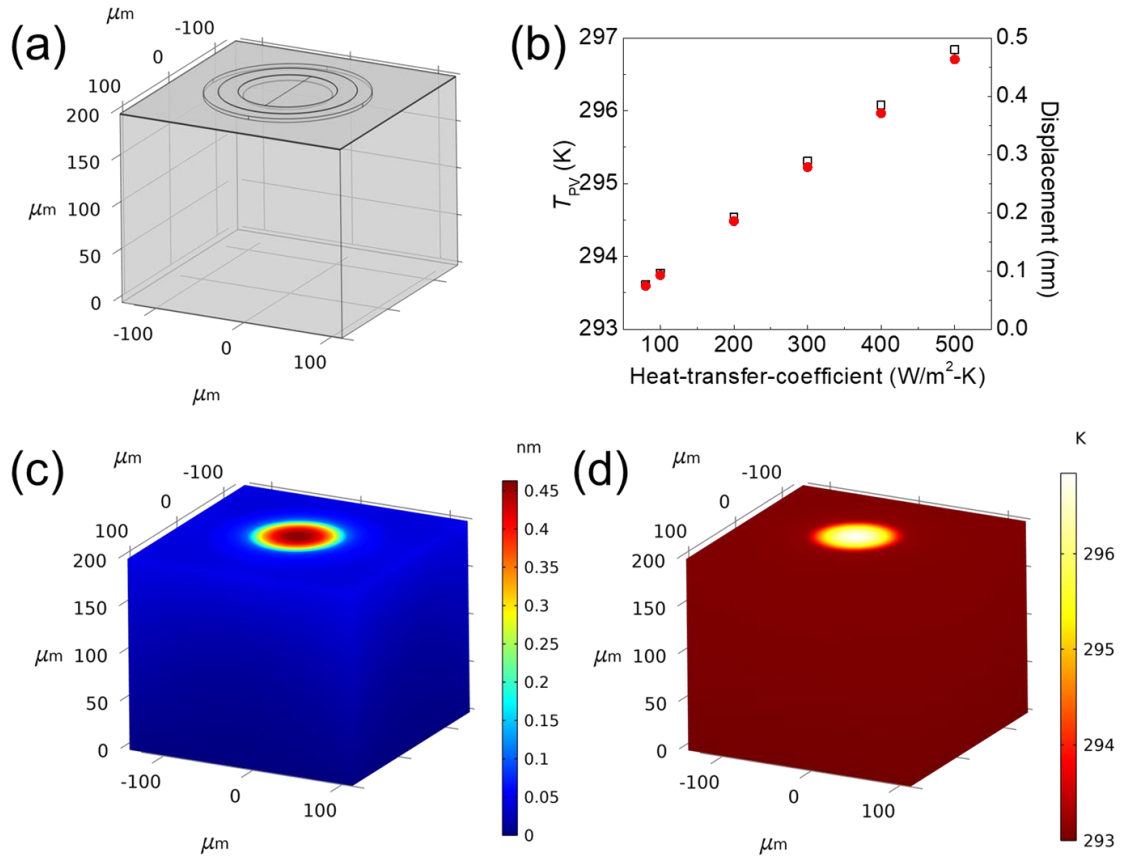 (a)
μm
-100
0
100
200
150
μm 100
50
0
-100
0
100
μm
(b)
297
296
295
294
293
T_PV (K)
0.5
0.4
0.3
0.2
0.1
0.0
Displacement (nm)
100 200 300 400 500
Heat-transfer-coefficient (W/m²-K)
(c)
μm
-100
0
100
200
150
μm 100
50
0
-100
0
100
μm
nm
0.45
0.4
0.35
0.3
0.25
0.2
0.15
0.1
0.05
0
(d)
μm
-100
0
100
200
150
μm 100
50
0
-100
0
100
μm
K
296
295
294
293